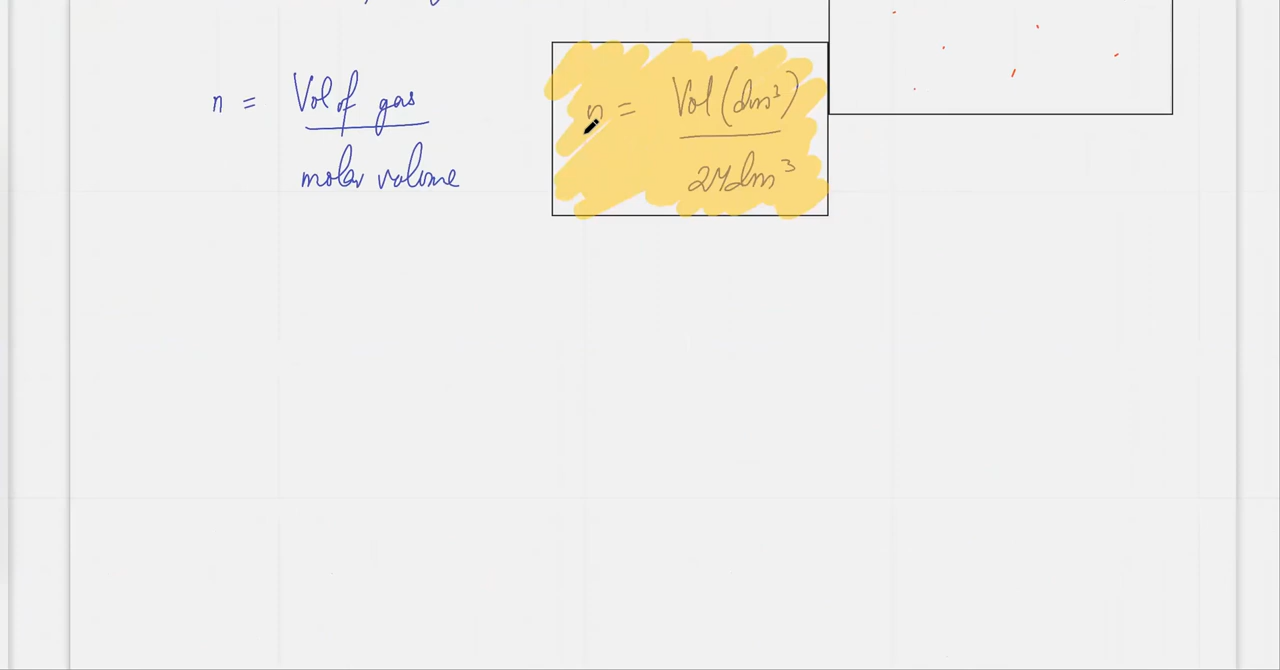 n = Vol of gas
molar volume
n = Vol (dm³)
24dm³